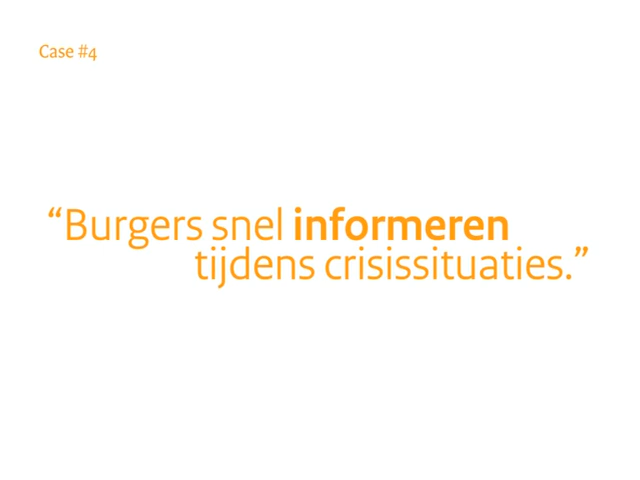 Case #4
“Burgers snel informeren
tijdens crisissituaties.”